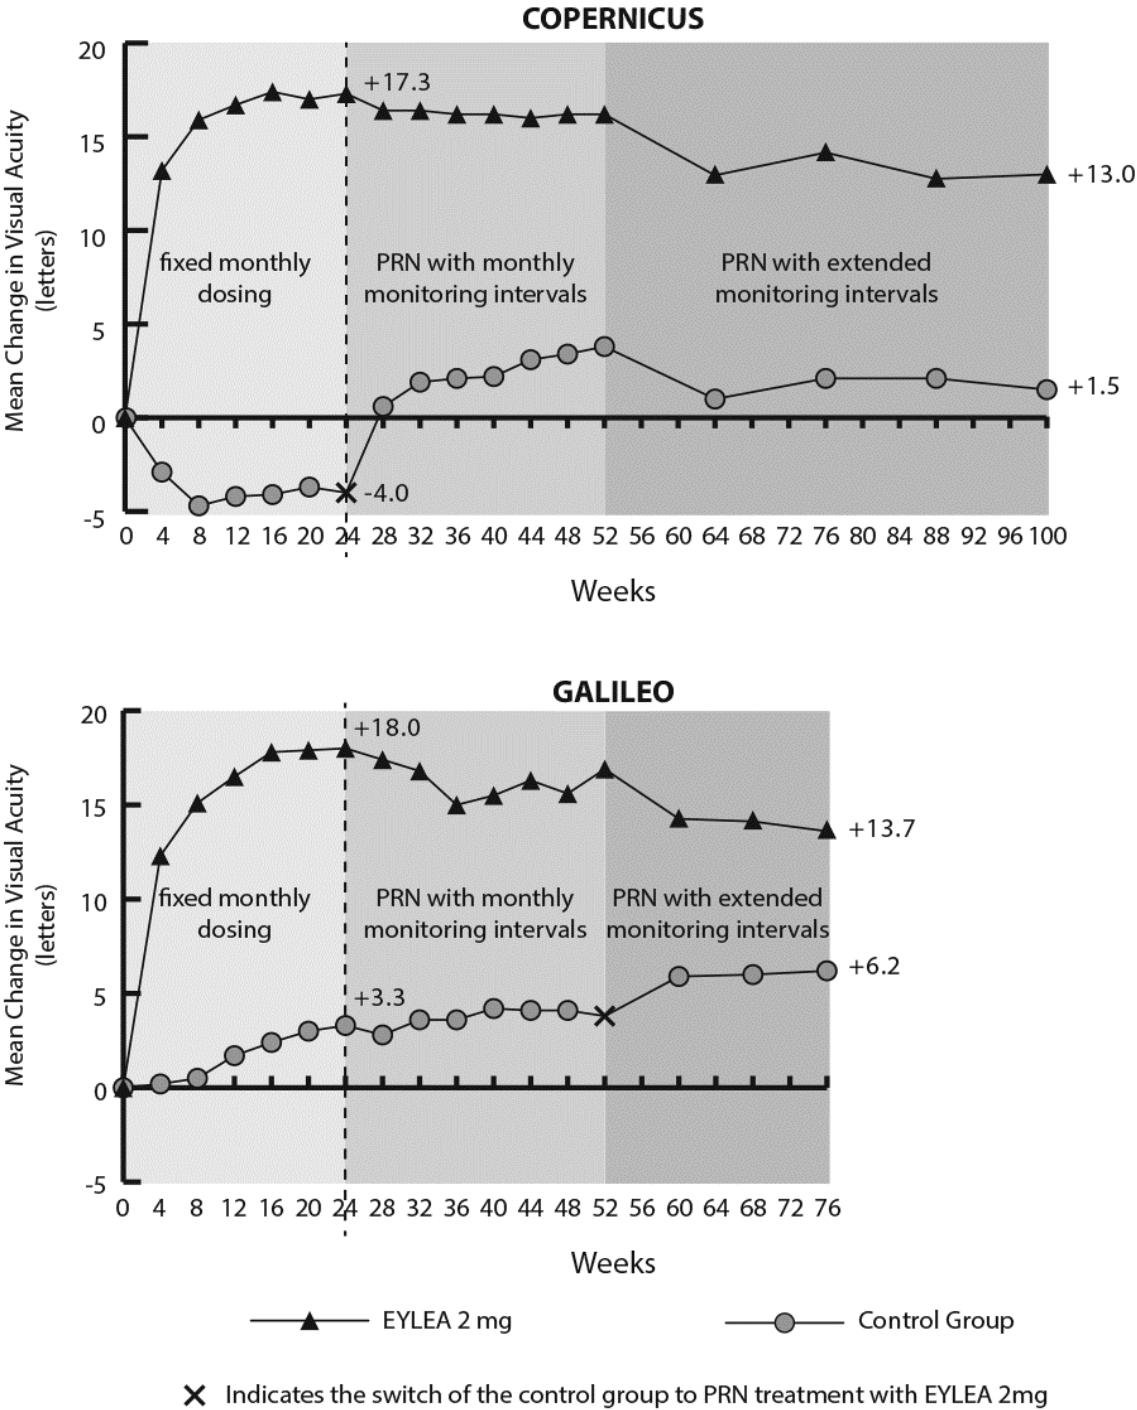 COPERNICUS
Mean Change in Visual Acuity
(letters)
20
15
10
5
0
-5
+17.3
+13.0
fixed monthly
dosing
PRN with monthly
monitoring intervals
PRN with extended
monitoring intervals
+1.5
-4.0
0 4 8 12 16 20 24 28 32 36 40 44 48 52 56 60 64 68 72 76 80 84 88 92 96 100
Weeks
GALILEO
Mean Change in Visual Acuity
(letters)
20
15
10
5
0
-5
+18.0
+13.7
fixed monthly
dosing
PRN with monthly
monitoring intervals
PRN with extended
monitoring intervals
+6.2
+3.3
0 4 8 12 16 20 24 28 32 36 40 44 48 52 56 60 64 68 72 76
Weeks
EYLEA 2 mg
Control Group
Indicates the switch of the control group to PRN treatment with EYLEA 2mg